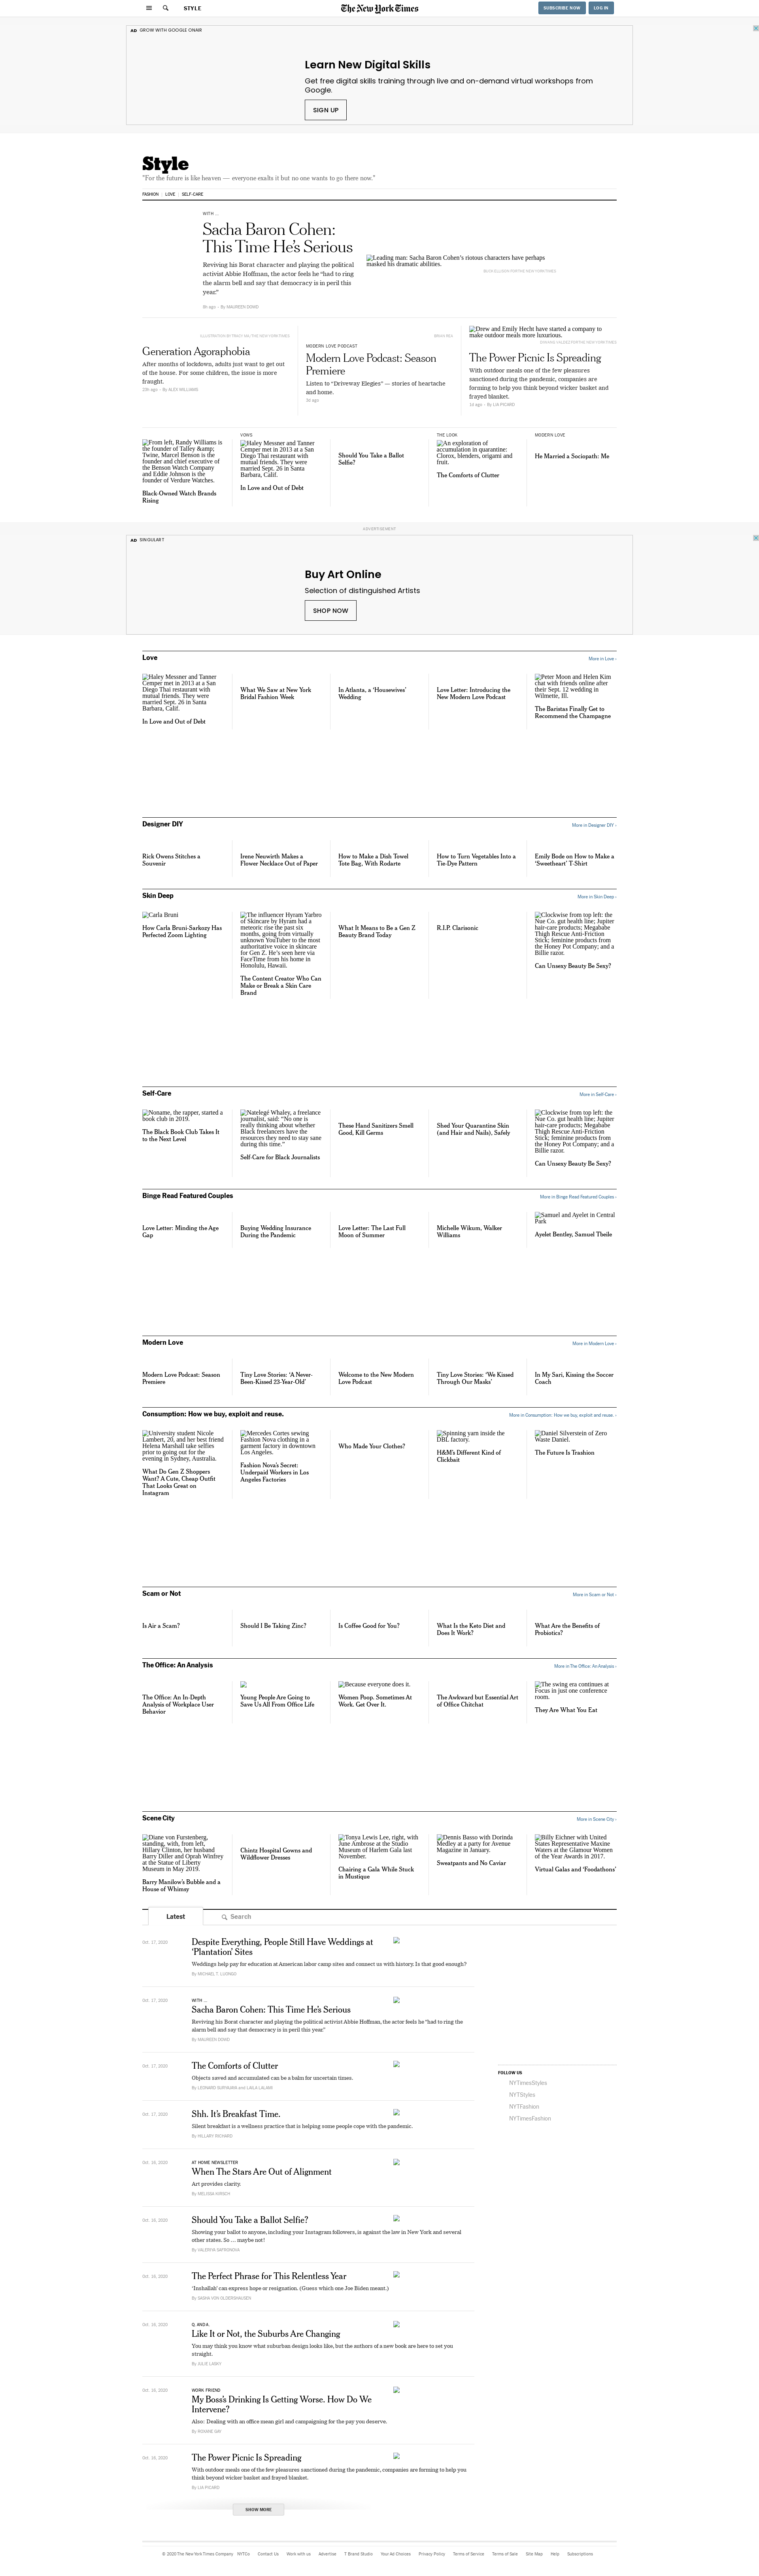 STYLE
The New York Times
SUBSCRIBE NOW
LOG IN
AD GROW WITH GOOGLE ONAIR
Learn New Digital Skills
Get free digital skills training through live and on-demand virtual workshops from
Google.
SIGN UP
Style
"For the future is like heaven — everyone exalts it but no one wants to go there now."
FASHION
LOVE
SELF-CARE
WITH ...
Sacha Baron Cohen:
This Time He's Serious
Reviving his Borat character and playing the political
activist Abbie Hoffman, the actor feels he "had to ring
the alarm bell and say that democracy is in peril this
year."
By MAUREEN DOWD
Leading man: Sacha Baron Cohen's riotous characters have perhaps
masked his dramatic abilities.
Generation Agoraphobia
After months of lockdown, adults just want to get out
of the house. For some children, the issue is more
fraught.
By ALEX WILLIAMS
MODERN LOVE PODCAST
Modern Love Podcast: Season
Premiere
Listen to "Driveway Elegies" — stories of heartache
and home.
Drew and Emily Hecht have started a company to
make outdoor meals more luxurious.
The Power Picnic Is Spreading
With outdoor meals one of the few pleasures
sanctioned during the pandemic, companies are
forming to help you think beyond wicker basket and
frayed blanket.
1d ago – By LIA PICARD
From left, Randy Williams is
the founder of Talley &amp;
Twine, Marcel Benson is the
founder and chief executive of
the Benson Watch Company
and Eddie Johnson is the
founder of Verdure Watches.
Black-Owned Watch Brands
Rising
VOWS
Haley Messner and Tanner
Cemper met in 2013 at a San
Diego Thai restaurant with
mutual friends. They were
married Sept. 26 in Santa
Barbara, Calif.
In Love and Out of Debt
Should You Take a Ballot
Selfie?
THE LOOK
An exploration of
accumulation in quarantine:
Clorox, blenders, origami and
fruit.
The Comforts of Clutter
MODERN LOVE
He Married a Sociopath: Me
ADVERTISEMENT
AD SINGULART
Buy Art Online
Selection of distinguished Artists
SHOP NOW
Love
More in Love ›
Haley Messner and Tanner
Cemper met in 2013 at a San
Diego Thai restaurant with
mutual friends. They were
married Sept. 26 in Santa
Barbara, Calif.
In Love and Out of Debt
What We Saw at New York
Bridal Fashion Week
In Atlanta, a 'Housewives'
Wedding
Love Letter: Introducing the
New Modern Love Podcast
Peter Moon and Helen Kim
chat with friends online after
their Sept. 12 wedding in
Wilmette, Ill.
The Baristas Finally Get to
Recommend the Champagne
Designer DIY
More in Designer DIY ›
Rick Owens Stitches a
Souvenir
Irene Neuwirth Makes a
Flower Necklace Out of Paper
How to Make a Dish Towel
Tote Bag, With Rodarte
How to Turn Vegetables Into a
Tie-Dye Pattern
Emily Bode on How to Make a
'Sweetheart' T-Shirt
Skin Deep
More in Skin Deep ›
Carla Bruni
How Carla Bruni-Sarkozy Has
Perfected Zoom Lighting
The influencer Hyram Yarbro
of Skincare by Hyram had a
meteoric rise the past six
months, going from virtually
unknown YouTuber to the most
authoritative voice in skincare
for Gen Z. He's seen here via
FaceTime from his home in
Honolulu, Hawaii.
The Content Creator Who Can
Make or Break a Skin Care
Brand
What It Means to Be a Gen Z
Beauty Brand Today
R.I.P. Clarisonic
Clockwise from top left: the
Nue Co. gut health line; Jupiter
hair-care products; Megababe
Thigh Rescue Anti-Friction
Stick; feminine products from
the Honey Pot Company; and a
Billie razor.
Can Unsexy Beauty Be Sexy?
Self-Care
More in Self-Care ›
Noname, the rapper, started a
book club in 2019.
The Black Book Club Takes It
to the Next Level
Natelegé Whaley, a freelance
journalist, said: "No one is
really thinking about whether
Black freelancers have the
resources they need to stay sane
during this time."
Self-Care for Black Journalists
These Hand Sanitizers Smell
Good, Kill Germs
Shed Your Quarantine Skin
(and Hair and Nails), Safely
Clockwise from top left: the
Nue Co. gut health line; Jupiter
hair-care products; Megababe
Thigh Rescue Anti-Friction
Stick; feminine products from
the Honey Pot Company; and a
Billie razor.
Can Unsexy Beauty Be Sexy?
Binge Read Featured Couples
More in Binge Read Featured Couples ›
Love Letter: Minding the Age
Gap
Buying Wedding Insurance
During the Pandemic
Love Letter: The Last Full
Moon of Summer
Michelle Wikum, Walker
Williams
Samuel and Ayelet in Central
Park
Ayelet Bentley, Samuel Tbeile
Modern Love
More in Modern Love ›
Modern Love Podcast: Season
Premiere
Tiny Love Stories: 'A Never-
Been-Kissed 23-Year-Old'
Welcome to the New Modern
Love Podcast
Tiny Love Stories: 'We Kissed
Through Our Masks'
In My Sari, Kissing the Soccer
Coach
Consumption: How we buy, exploit and reuse.
More in Consumption: How we buy, exploit and reuse. ›
University student Nicole
Lambert, 20, and her best friend
Helena Marshall take selfies
prior to going out for the
evening in Sydney, Australia.
What Do Gen Z Shoppers
Want? A Cute, Cheap Outfit
That Looks Great on
Instagram
Mercedes Cortes sewing
Fashion Nova clothing in a
garment factory in downtown
Los Angeles.
Fashion Nova's Secret:
Underpaid Workers in Los
Angeles Factories
Who Made Your Clothes?
Spinning yarn inside the
DBL factory.
H&M's Different Kind of
Clickbait
Daniel Silverstein of Zero
Waste Daniel.
The Future Is Trashion
Scam or Not
More in Scam or Not ›
Is Air a Scam?
Should I Be Taking Zinc?
Is Coffee Good for You?
What Is the Keto Diet and
Does It Work?
What Are the Benefits of
Probiotics?
The Office: An Analysis
More in The Office: An Analysis ›
The Office: An In-Depth
Analysis of Workplace User
Behavior
Young People Are Going to
Save Us All From Office Life
Because everyone does it.
Women Poop. Sometimes At
Work. Get Over It.
The Awkward but Essential Art
of Office Chitchat
The swing era continues at
Focus in just one conference
room.
They Are What You Eat
Scene City
More in Scene City ›
Diane von Furstenberg,
standing, with, from left,
Hillary Clinton, her husband
Barry Diller and Oprah Winfrey
at the Statue of Liberty
Museum in May 2019.
Barry Manilow's Bubble and a
House of Whimsy
Chintz Hospital Gowns and
Wildflower Dresses
Tonya Lewis Lee, right, with
June Ambrose at the Studio
Museum of Harlem Gala last
November.
Chairing a Gala While Stuck
in Mustique
Dennis Basso with Dorinda
Medley at a party for Avenue
Magazine in January.
Sweatpants and No Caviar
Billy Eichner with United
States Representative Maxine
Waters at the Glamour Women
of the Year Awards in 2017.
Virtual Galas and 'Foodathons'
Latest
Search
Oct. 17, 2020
Despite Everything, People Still Have Weddings at
'Plantation' Sites
Weddings help pay for education at American labor camp sites and connect us with history. Is that good enough?
By MICHAEL T. LUONGO
Oct. 17, 2020
WITH ...
Sacha Baron Cohen: This Time He's Serious
Reviving his Borat character and playing the political activist Abbie Hoffman, the actor feels he "had to ring the
alarm bell and say that democracy is in peril this year."
By MAUREEN DOWD
Oct. 17, 2020
The Comforts of Clutter
Objects saved and accumulated can be a balm for uncertain times.
Oct. 17, 2020
Shh. It's Breakfast Time.
Silent breakfast is a wellness practice that is helping some people cope with the pandemic.
By HILLARY RICHARD
Oct. 16, 2020
AT HOME NEWSLETTER
When The Stars Are Out of Alignment
Art provides clarity.
By MELISSA KIRSCH
Oct. 16, 2020
Should You Take a Ballot Selfie?
Showing your ballot to anyone, including your Instagram followers, is against the law in New York and several
other states. So … maybe not!
By VALERIYA SAFRONOVA
Oct. 16, 2020
The Perfect Phrase for This Relentless Year
'Inshallah' can express hope or resignation. (Guess which one Joe Biden meant.)
Oct. 16, 2020
Q. AND A.
Like It or Not, the Suburbs Are Changing
You may think you know what suburban design looks like, but the authors of a new book are here to set you
straight.
By JULIE LASKY
Oct. 16, 2020
WORK FRIEND
My Boss's Drinking Is Getting Worse. How Do We
Intervene?
Also: Dealing with an office mean girl and campaigning for the pay you deserve.
By ROXANE GAY
Oct. 16, 2020
The Power Picnic Is Spreading
With outdoor meals one of the few pleasures sanctioned during the pandemic, companies are forming to help you
think beyond wicker basket and frayed blanket.
By LIA PICARD
SHOW MORE
FOLLOW US
NYTimesStyles
NYTStyles
NYTFashion
NYTimesFashion
© 2020 The New York Times Company
NYTCo
Contact Us
Work with us
Advertise
T Brand Studio
Your Ad Choices
Privacy Policy
Terms of Service
Terms of Sale
Site Map
Help
Subscriptions